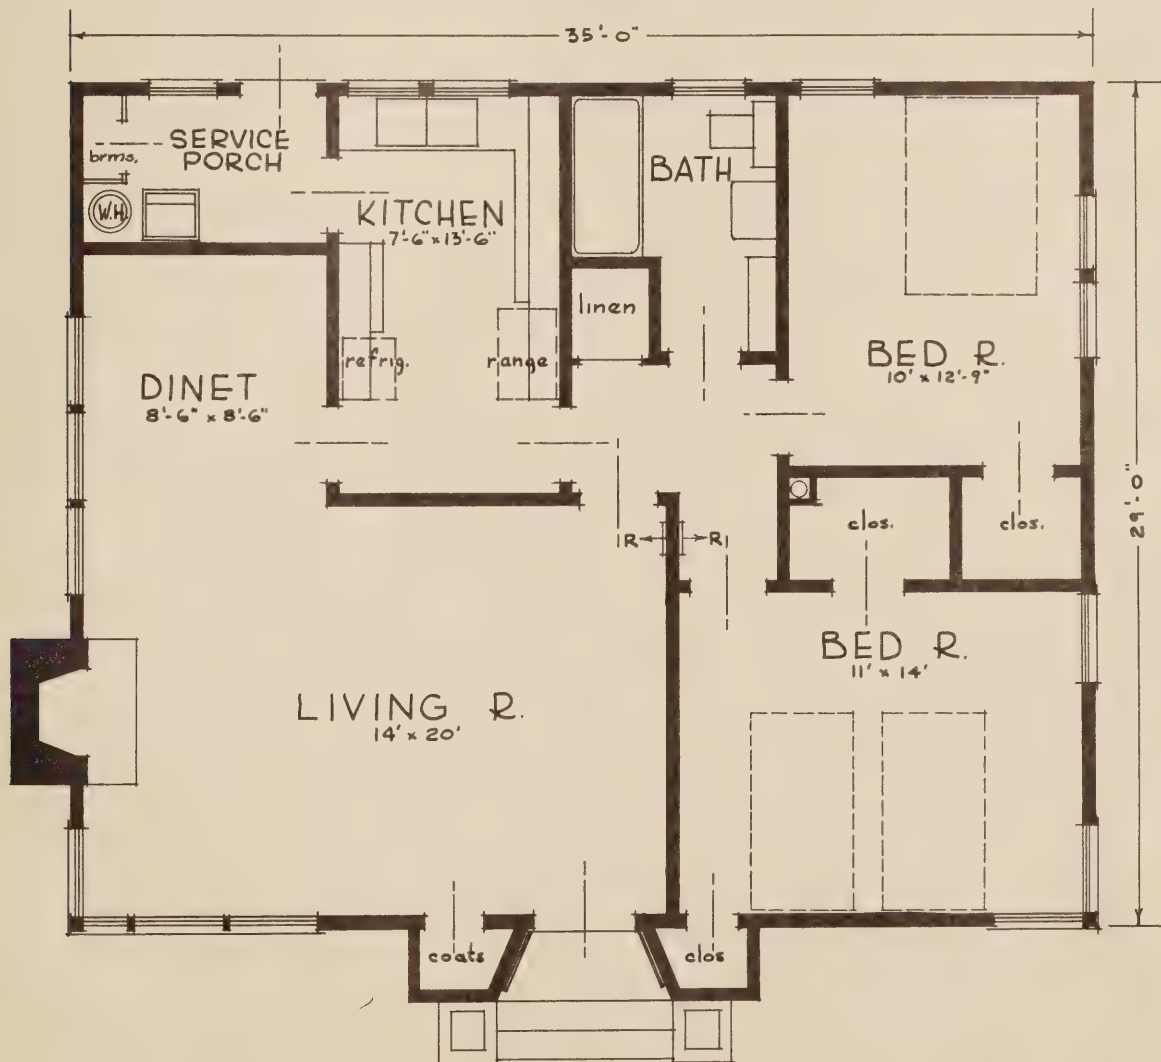 35'-0"
SERVICE
PORCH
brms.
W.H.
KITCHEN
7'-6" x 13'-6"
BATH
linen
refrig.
range
DINET
8'-6" x 8'-6"
BED R.
10' x 12'-9"
29'-0"
clos.
clos.
R
R
BED R.
11' x 14'
LIVING R.
14' x 20'
coats
clos